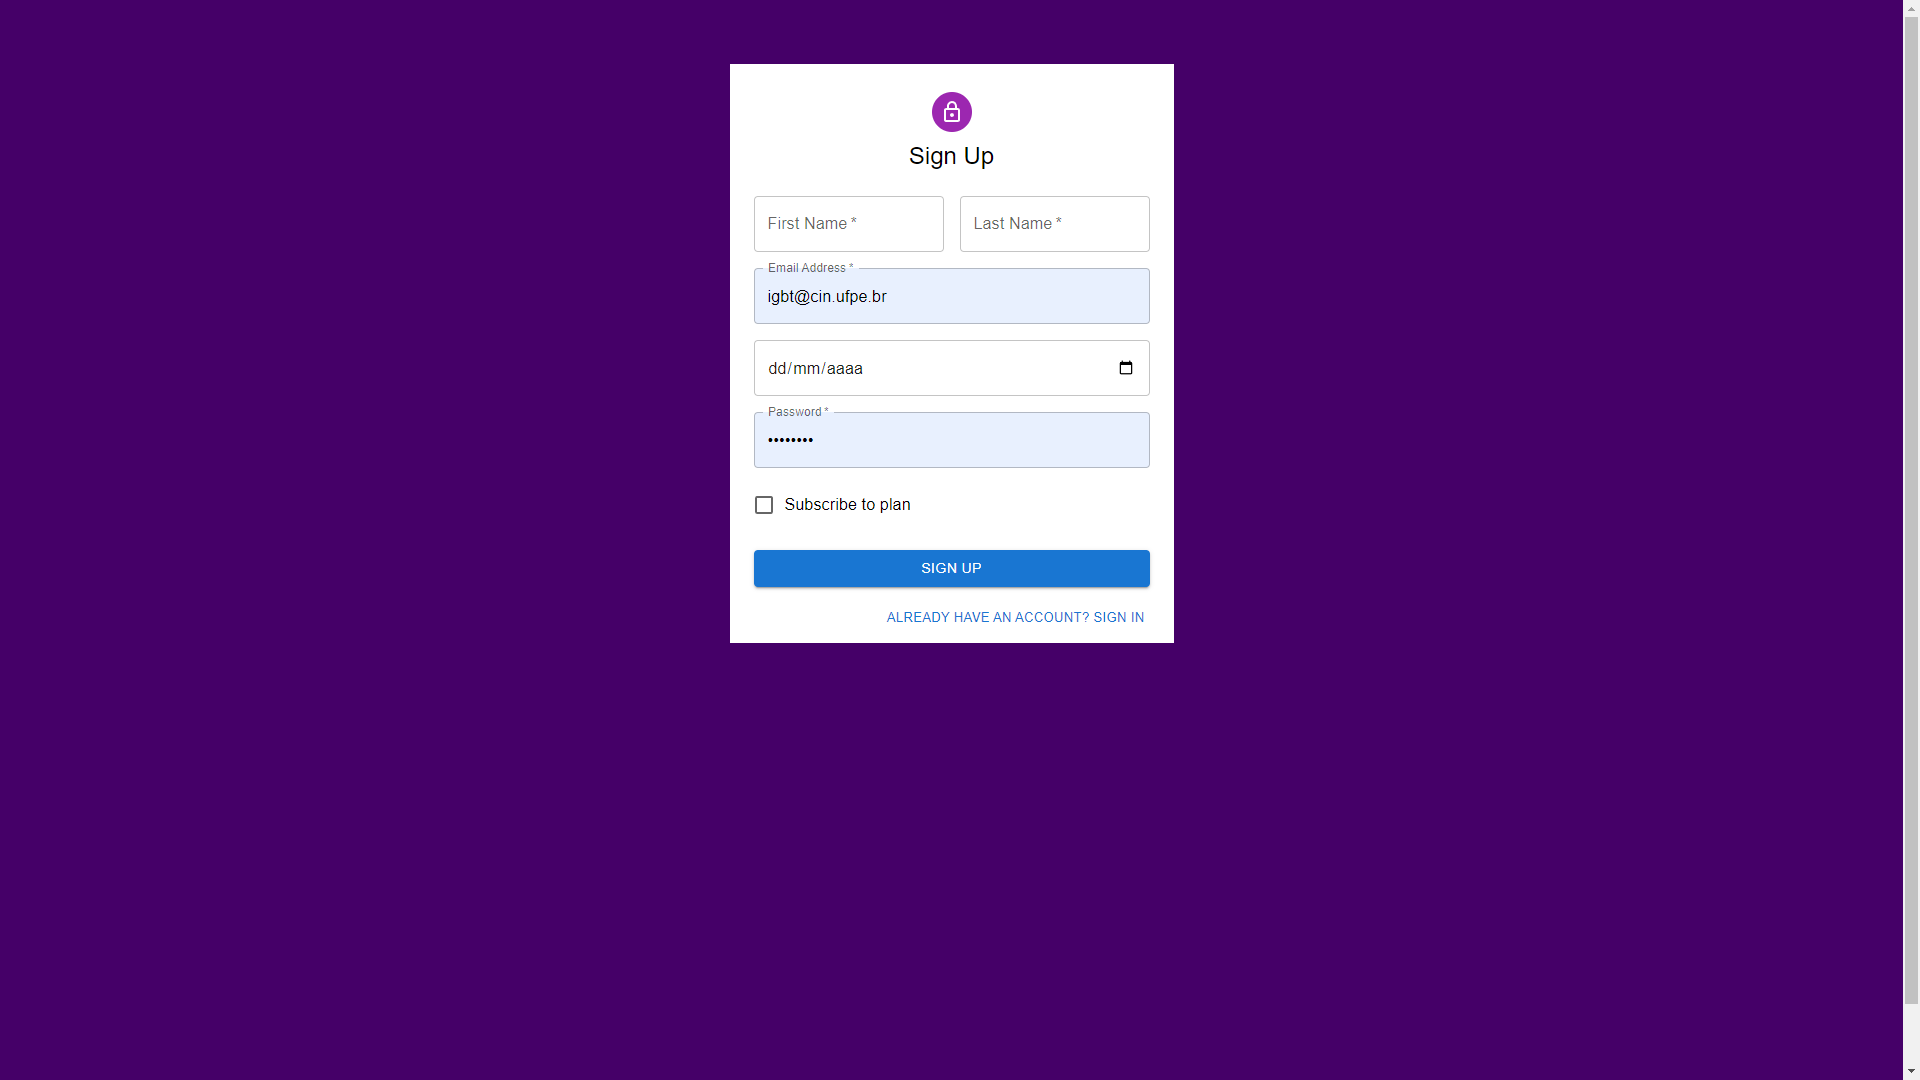 Sign Up
First Name *
Last Name *
Email Address *
igbt@cin.ufpe.br
dd/mm/aaaa
Password *
••••••••
Subscribe to plan
SIGN UP
ALREADY HAVE AN ACCOUNT? SIGN IN